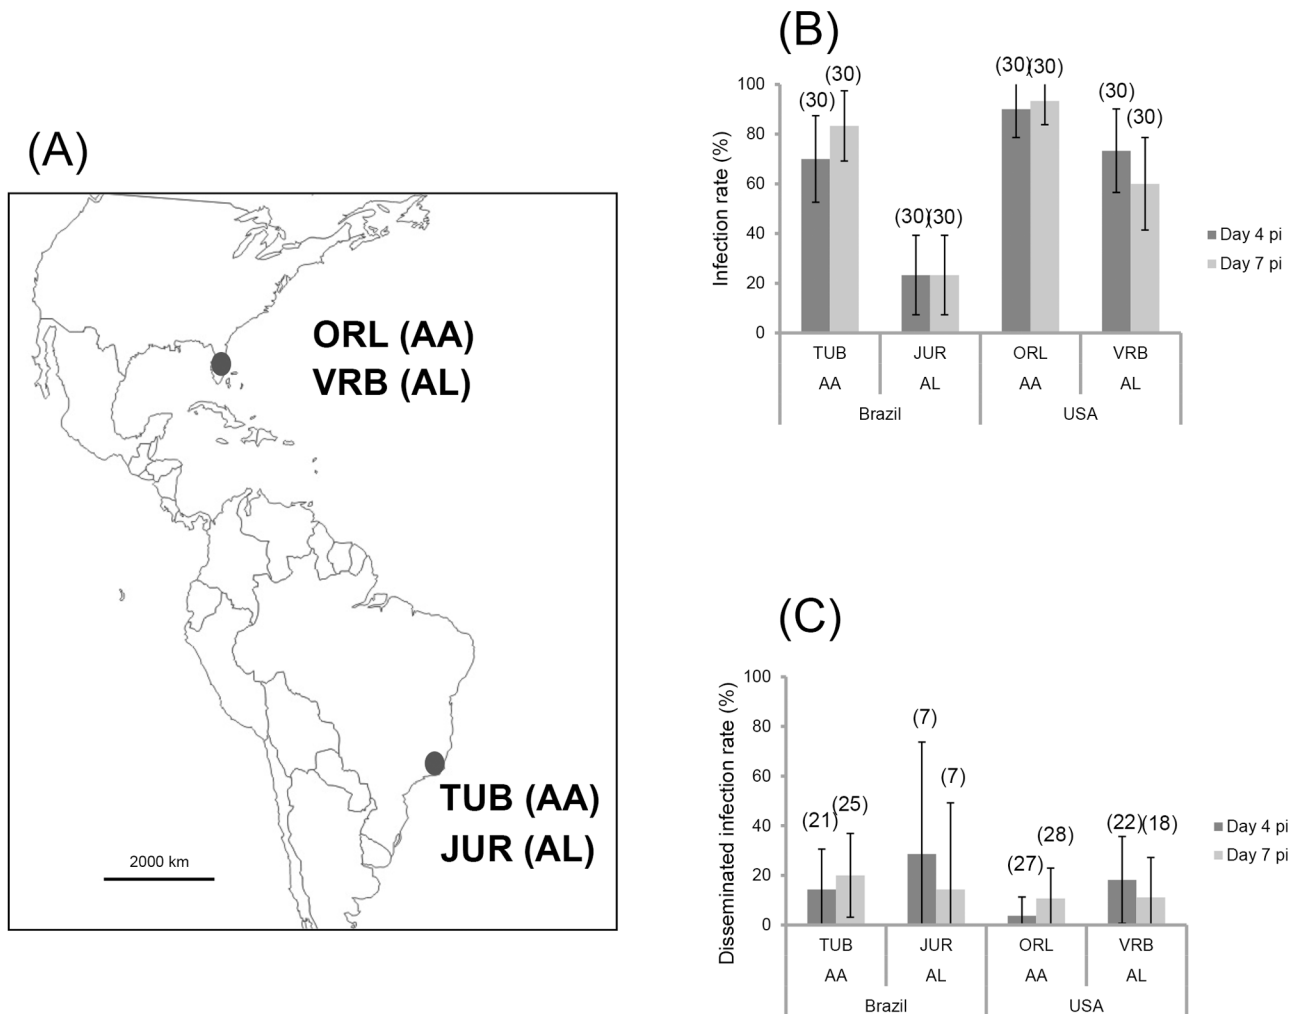 (A)
ORL (AA)
VRB (AL)
TUB (AA)
JUR (AL)
2000 km
(B)
Infection rate (%)
100
80
60
40
20
0
(30) (30) (30) (30) (30) (30) (30) (30)
TUB JUR ORL VRB
AA AL AA AL
Brazil USA
Day 4 pi
Day 7 pi
(C)
Disseminated infection rate (%)
100
80
60
40
20
0
(21) (25) (7) (7) (27) (28) (22) (18)
TUB JUR ORL VRB
AA AL AA AL
Brazil USA
Day 4 pi
Day 7 pi